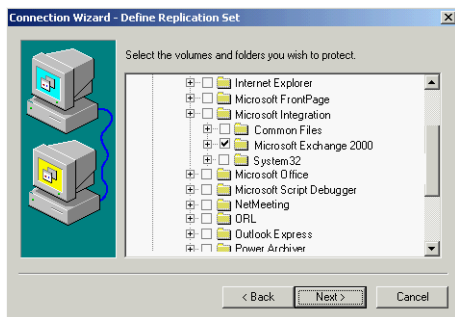 Connection Wizard - Define Replication Set
Select the volumes and folders you wish to protect.
Internet Explorer
Microsoft FrontPage
Microsoft Integration
Common Files
Microsoft Exchange 2000
System32
Microsoft Office
Microsoft Script Debugger
NetMeeting
ORL
Outlook Express
Power Archiver
< Back
Next >
Cancel